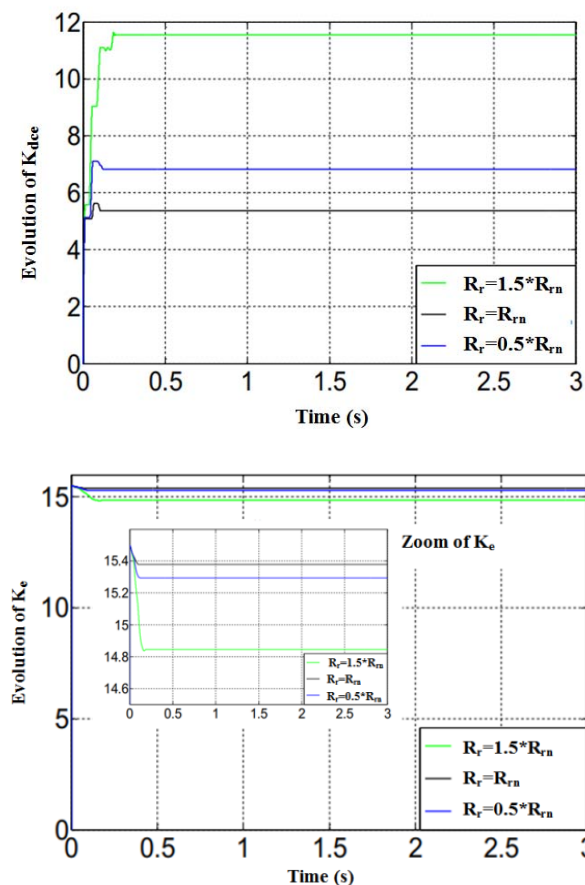 12
10
8
6
4
2
0
Evolution of Kdce
Rr=1.5*Rrn
Rr=Rrn
Rr=0.5*Rrn
0 0.5 1 1.5 2 2.5 3
Time (s)
15
10
5
0
Evolution of Ke
Zoom of Ke
15.4
15.2
15
14.8
14.6
Rr=1.5*Rrn
Rr=Rrn
Rr=0.5*Rrn
0 0.5 1 1.5 2 2.5 3
Rr=1.5*Rrn
Rr=Rrn
Rr=0.5*Rrn
0 0.5 1 1.5 2 2.5 3
Time (s)